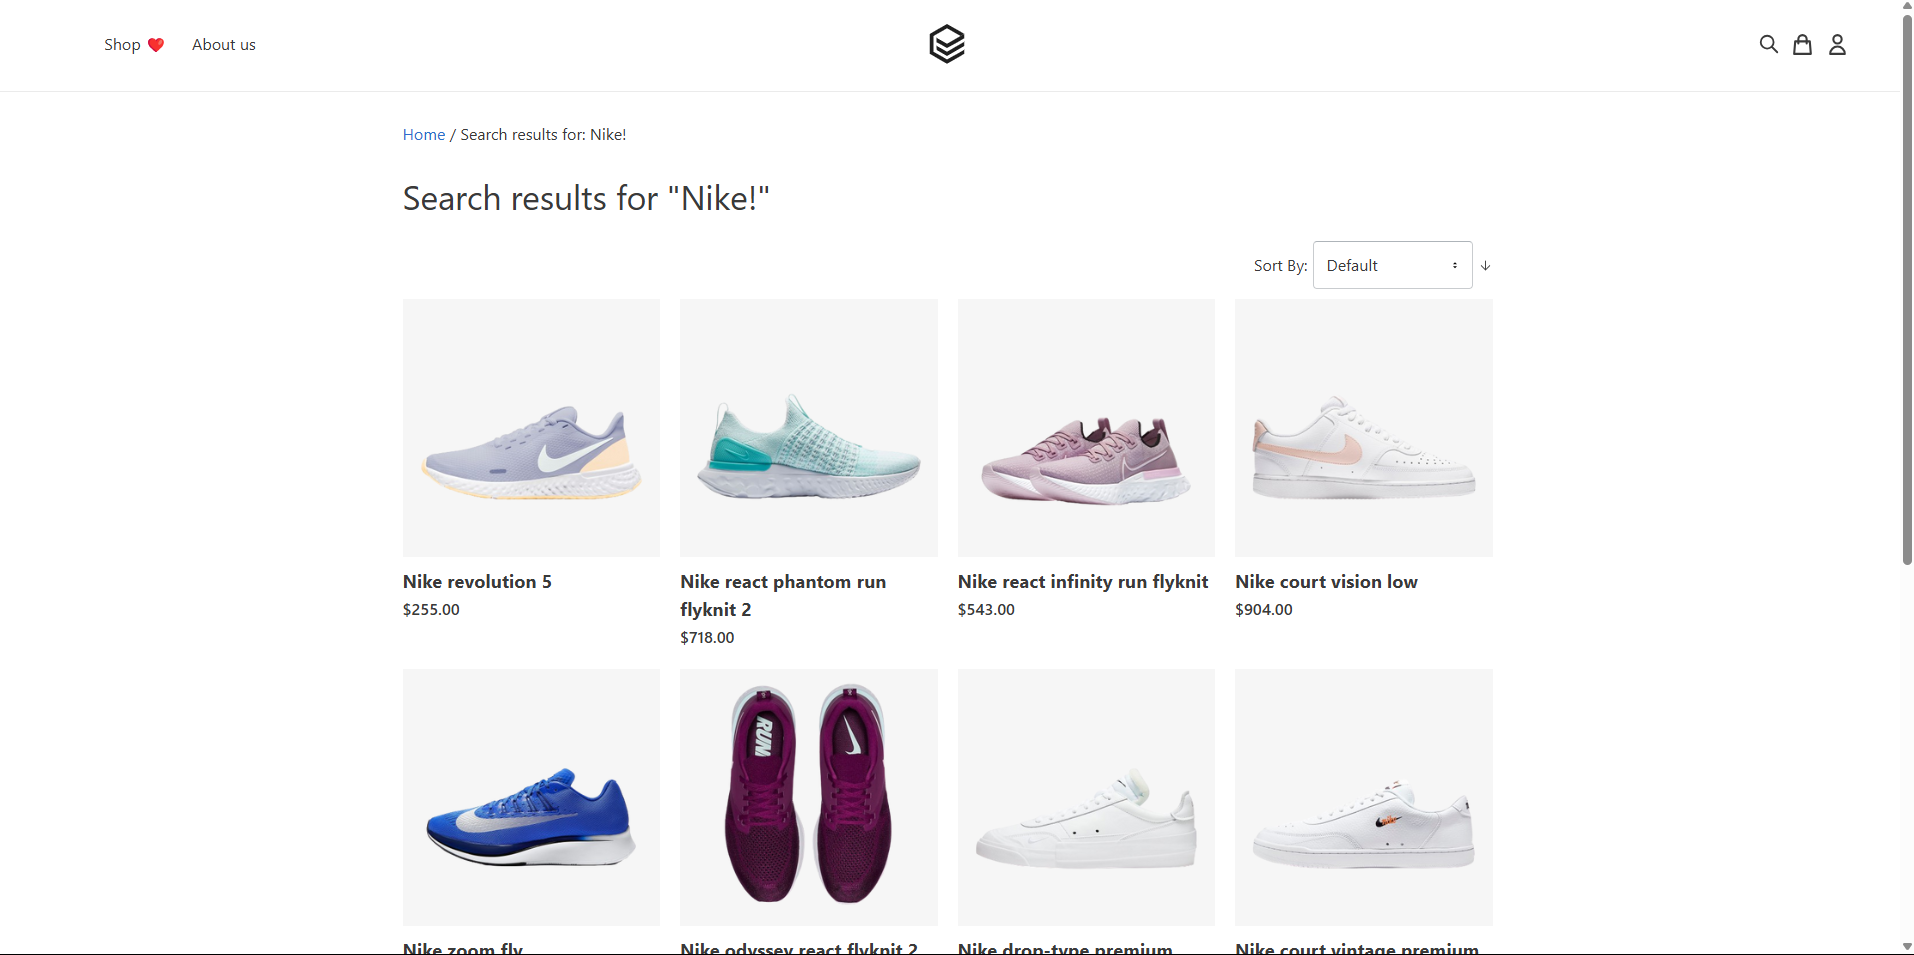 Shop ❤️ About us
Home / Search results for: Nike!
Search results for "Nike!"
Sort By: Default ↓
Nike revolution 5
$255.00
Nike react phantom run
flyknit 2
$718.00
Nike react infinity run flyknit
$543.00
Nike court vision low
$904.00
RUN
Nike zoom fly
Nike odyssey react flyknit 2
Nike drop-type premium
Nike court vintage premium